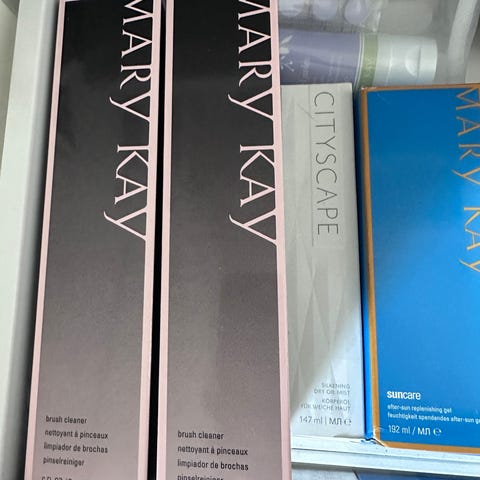 MARY KAY
brush cleaner
nettoyant à pinceaux
limpiador de brochas
pinselreiniger
MARY KAY
brush cleaner
nettoyant à pinceaux
limpiador de brochas
pinselreiniger
CITYSCAPE
SILKENING
DRY OIL MIST
KÖRPERÖL
FÜR WEICHE HAUT
147 ml | МЛ e
MARY KAY
suncare
after-sun replenishing gel
feuchtigkeit spendendes after-sun
192 ml / МЛ e